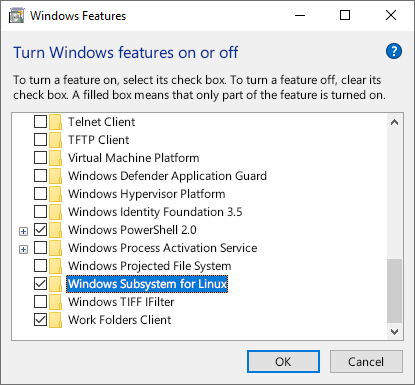 Windows Features
Turn Windows features on or off
?
To turn a feature on, select its check box. To turn a feature off, clear its
check box. A filled box means that only part of the feature is turned on.
Telnet Client
TFTP Client
Virtual Machine Platform
Windows Defender Application Guard
Windows Hypervisor Platform
Windows Identity Foundation 3.5
Windows PowerShell 2.0
Windows Process Activation Service
Windows Projected File System
Windows Subsystem for Linux
Windows TIFF IFilter
Work Folders Client
OK
Cancel